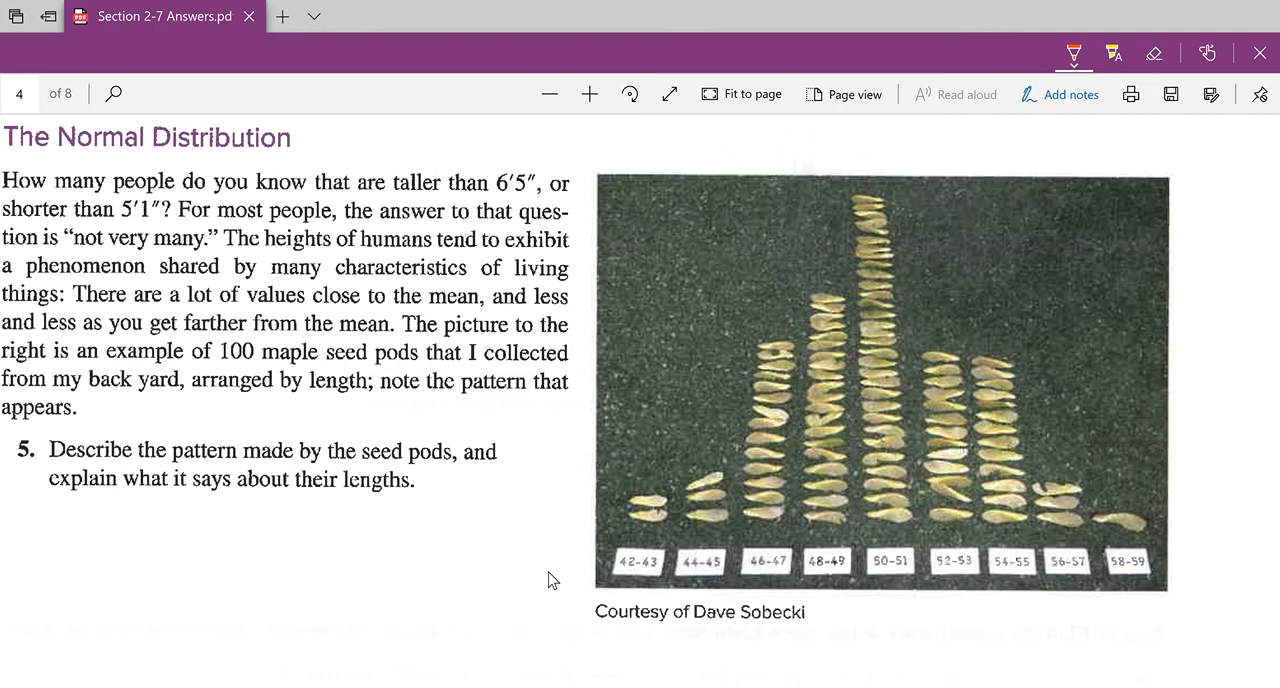 Section 2-7 Answers.pd
4 of 8
Fit to page
Page view
Read aloud
Add notes
The Normal Distribution
How many people do you know that are taller than 6′5″, or
shorter than 5′1″? For most people, the answer to that ques-
tion is “not very many.” The heights of humans tend to exhibit
a phenomenon shared by many characteristics of living
things: There are a lot of values close to the mean, and less
and less as you get farther from the mean. The picture to the
right is an example of 100 maple seed pods that I collected
from my back yard, arranged by length; note the pattern that
appears.
5. Describe the pattern made by the seed pods, and
explain what it says about their lengths.
42-43 44-45 46-47 48-49 50-51 52-53 54-55 56-57 58-59
Courtesy of Dave Sobecki